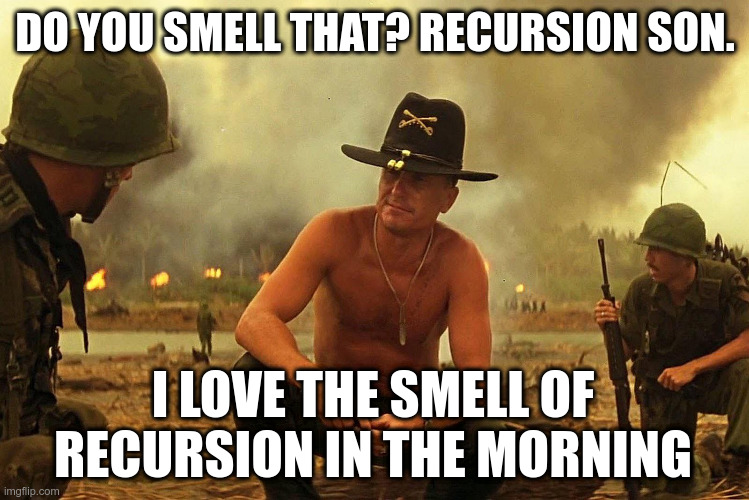 DO YOU SMELL THAT? RECURSION SON.
I LOVE THE SMELL OF
RECURSION IN THE MORNING
imgflip.com